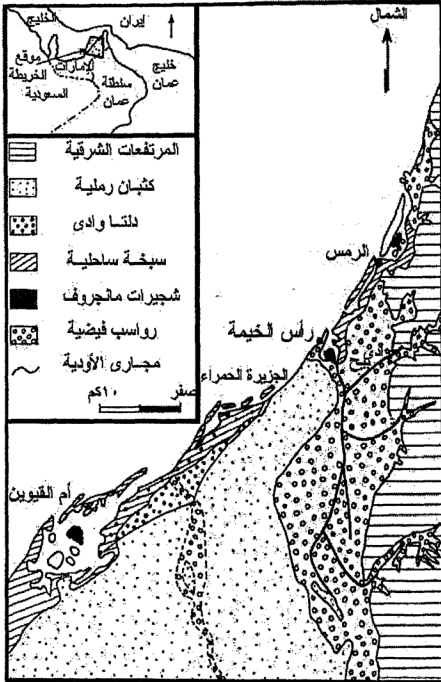 الشمال
الخليج
إيران
موقع
الخريطة
الإمارات
خليج
عمان
السعودية
سلطنة
عمان
المرتفعات الشرقية
كثبان رملية
دلتا وادى
سبخة ساحلية
شجيرات مانجروف
رواسب فيضية
مجارى الأودية
صفر ١٠كم
الرمس
رأس الخيمة
الجزيرة الحمراء
أم القيوين